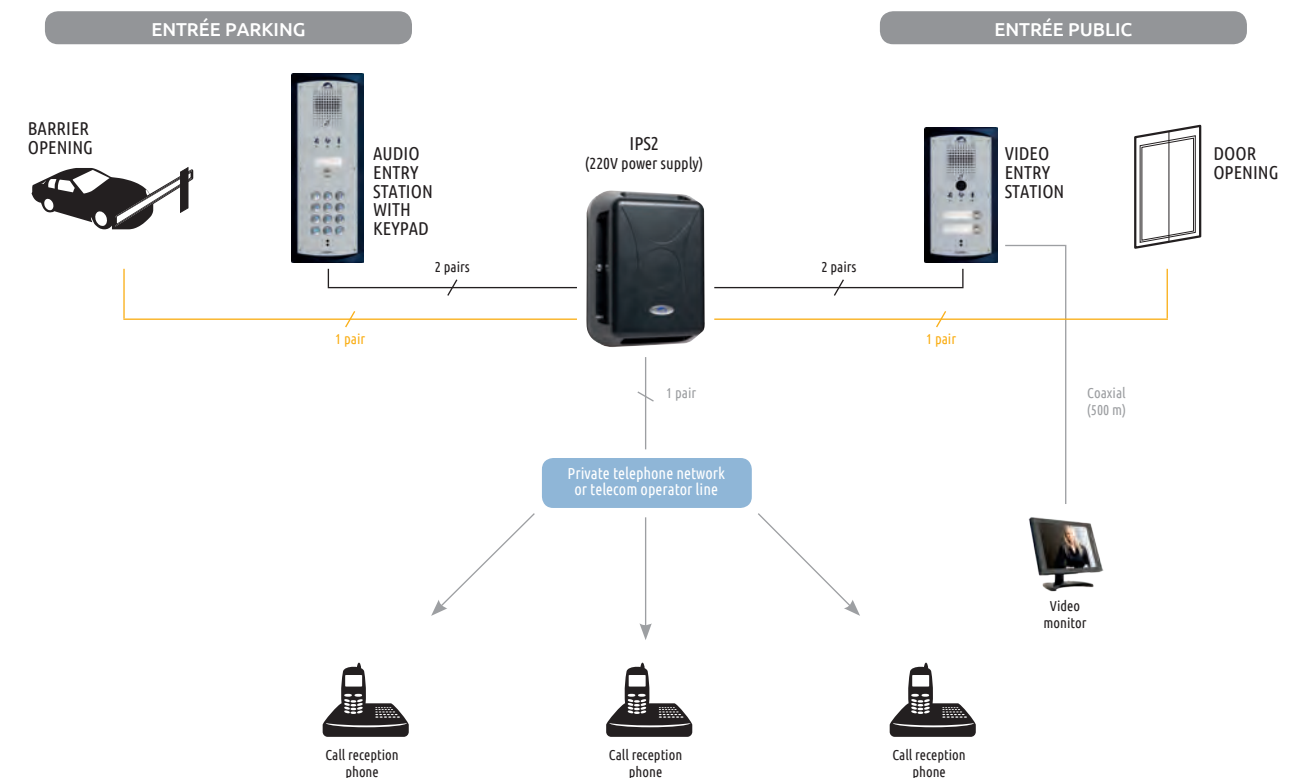 ENTRÉE PARKING
ENTRÉE PUBLIC
BARRIER
OPENING
AUDIO
ENTRY
STATION
WITH
KEYPAD
IPS2
(220V power supply)
VIDEO
ENTRY
STATION
DOOR
OPENING
2 pairs
2 pairs
1 pair
1 pair
1 pair
Coaxial
(500 m)
Private telephone network
or telecom operator line
Video
monitor
Call reception
phone
Call reception
phone
Call reception
phone